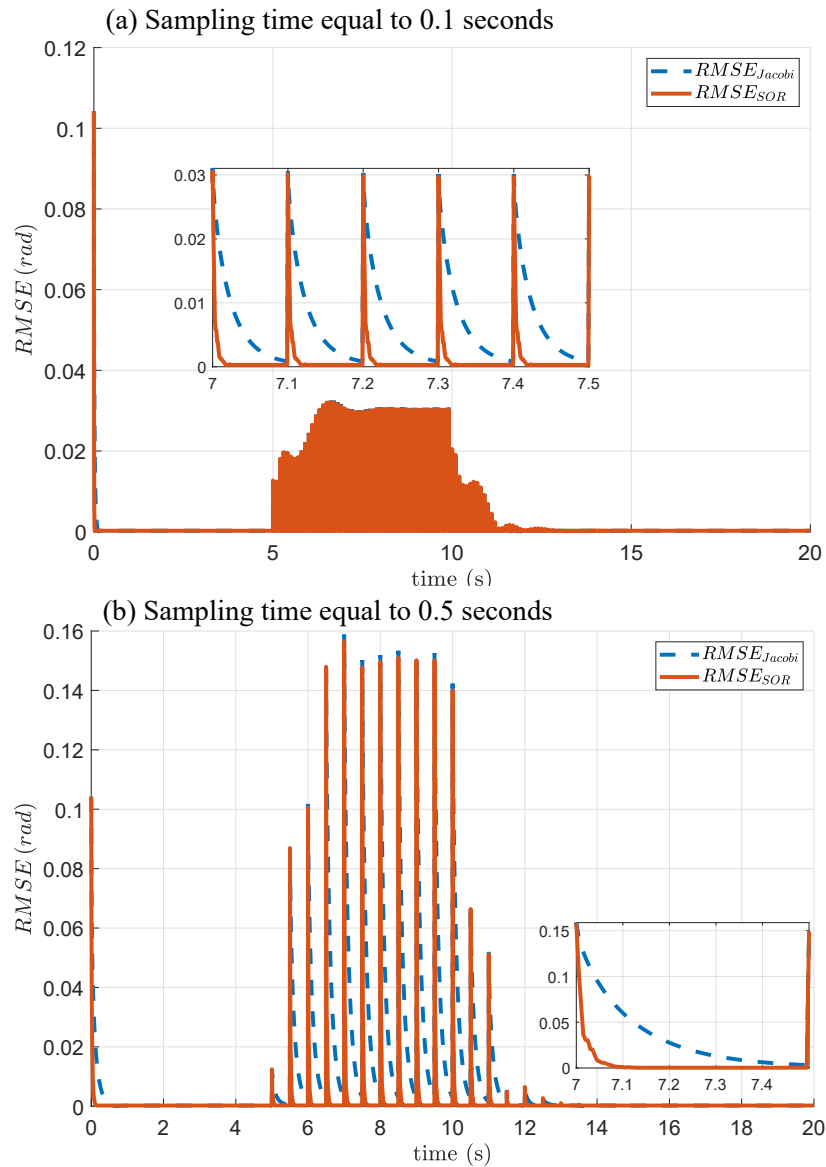 (a) Sampling time equal to 0.1 seconds
0.12
0.1
0.08
0.06
0.04
0.02
0
RMSE (rad)
RMSE_Jacobi
RMSE_SOR
0.03
0.02
0.01
0
7 7.1 7.2 7.3 7.4 7.5
0 5 10 15 20
time (s)
(b) Sampling time equal to 0.5 seconds
0.16
0.14
0.12
0.1
0.08
0.06
0.04
0.02
0
RMSE (rad)
RMSE_Jacobi
RMSE_SOR
0.15
0.1
0.05
0
7 7.1 7.2 7.3 7.4
0 2 4 6 8 10 12 14 16 18 20
time (s)